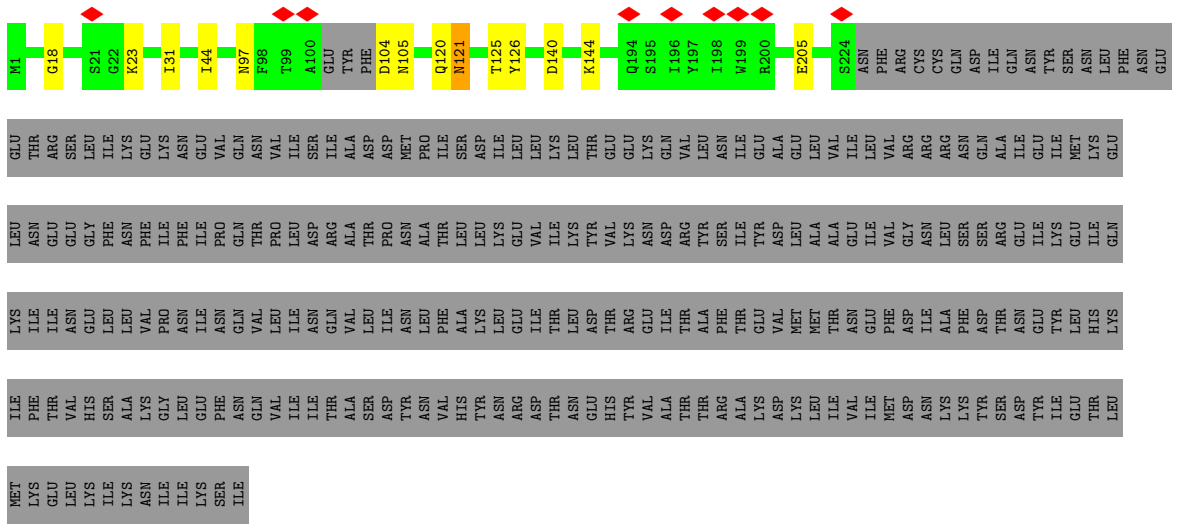 M1 G18 S21 G22 K23 I31 I44 N97 F98 T99 A100 GLU TYR PHE D104 N105 Q120 N121 T125 Y126 D140 K144 Q194 S195 I196 Y197 I198 W199 R200 E205 S224 ASN PHE ARG CYS CYS GLN ASP ILE GLN ASN TYR SER ASN LEU PHE ASN GLU
GLU THR ARG SER LEU ILE LYS GLU LYS ASN GLU VAL GLN ASN VAL ILE SER ILE ALA ASP ASP MET PRO ILE SER ASP ILE LEU LEU LYS LEU THR GLU GLU LYS GLN VAL LEU ASN ILE GLU ALA GLU LEU VAL ILE LEU VAL ARG ARG ARG ASN GLN ALA ILE GLU ILE MET LYS GLU
LEU ASN GLU GLU GLY PHE ASN PHE ILE PHE ILE PRO GLN THR PRO LEU ASP ARG ALA THR PRO ASN ALA THR LEU LEU LYS GLU VAL ILE LYS TYR VAL LYS ASN ASP ARG TYR SER ILE TYR ASP LEU ALA ALA GLU ILE VAL GLY ASN LEU SER SER ARG GLU ILE LYS GLU ILE GLN
LYS ILE ILE ASN GLU LEU LEU VAL PRO ASN ILE ASN GLN VAL LEU ILE ASN GLN VAL LEU ILE ASN LEU PHE ALA LYS LEU GLU ILE THR LEU ASP THR ARG GLU ILE THR ALA PHE THR GLU VAL MET MET THR ASN GLU PHE ASP ILE ALA PHE ASP THR ASN GLU TYR LEU HIS LYS
ILE PHE THR VAL HIS SER ALA LYS GLY LEU GLU PHE ASN GLN VAL ILE ILE THR ALA SER ASP TYR ASN VAL HIS TYR ASN ARG ASP THR ASN GLU HIS TYR VAL ALA THR THR ARG ALA LYS ASP LYS LEU ILE VAL ILE MET ASP ASN LYS LYS TYR SER ASP TYR ILE GLU THR LEU
MET LYS GLU LEU LYS ILE LYS ASN ILE ILE LYS SER ILE